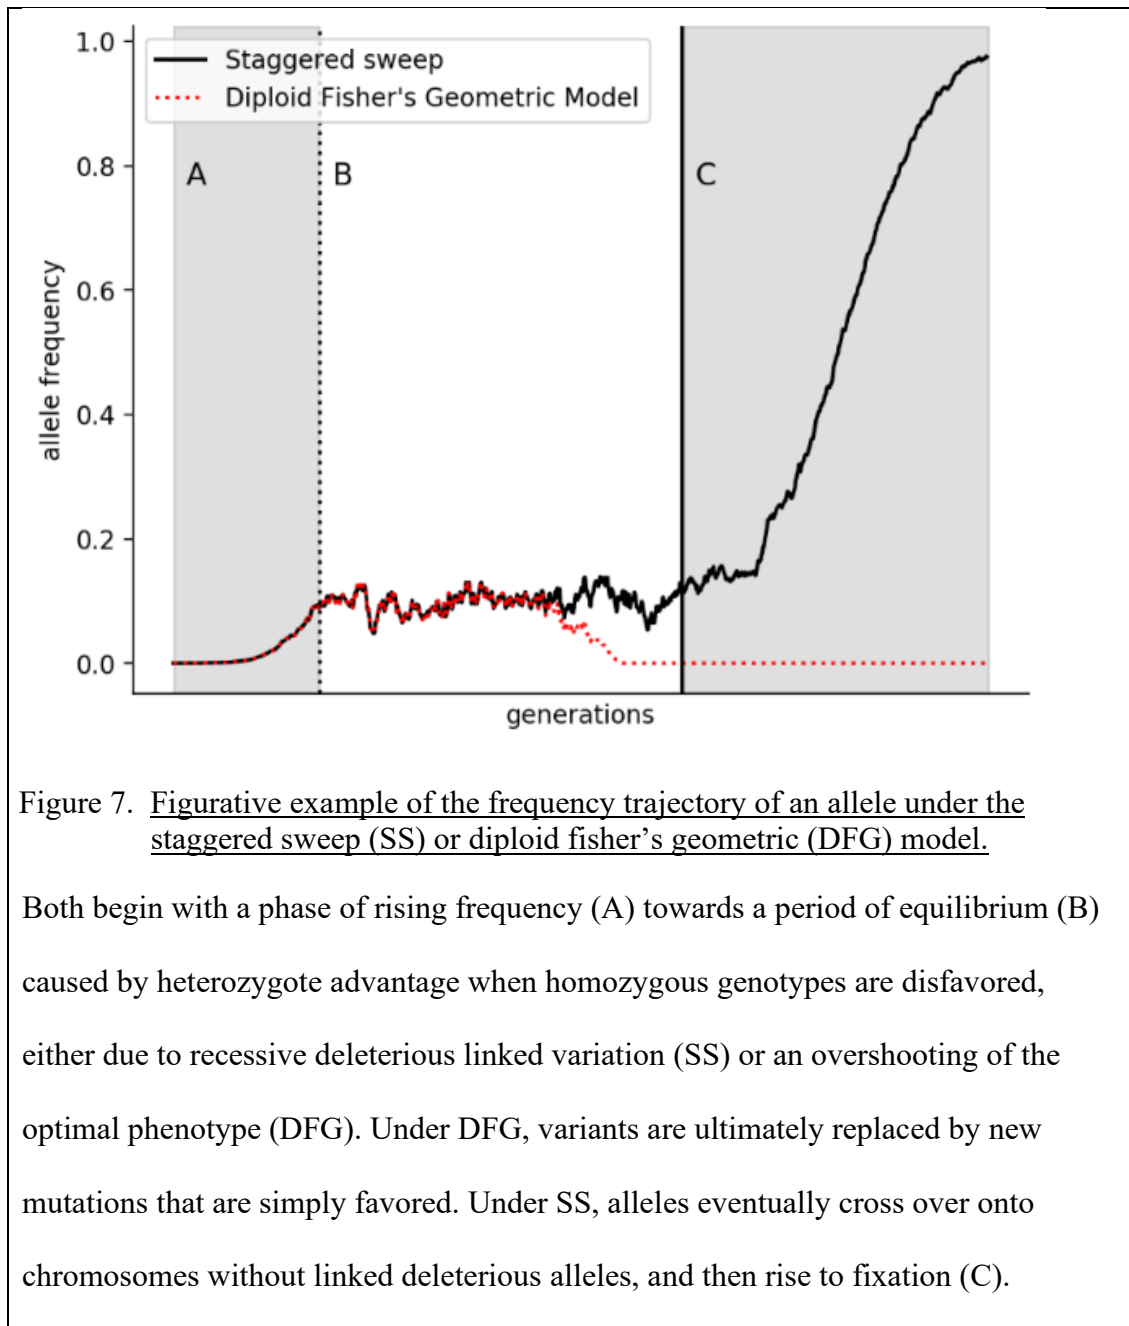 1.0
Staggered sweep
Diploid Fisher's Geometric Model
0.8
A
B
C
0.6
allele frequency
0.4
0.2
0.0
generations
Figure 7. Figurative example of the frequency trajectory of an allele under the
staggered sweep (SS) or diploid fisher’s geometric (DFG) model.
Both begin with a phase of rising frequency (A) towards a period of equilibrium (B)
caused by heterozygote advantage when homozygous genotypes are disfavored,
either due to recessive deleterious linked variation (SS) or an overshooting of the
optimal phenotype (DFG). Under DFG, variants are ultimately replaced by new
mutations that are simply favored. Under SS, alleles eventually cross over onto
chromosomes without linked deleterious alleles, and then rise to fixation (C).